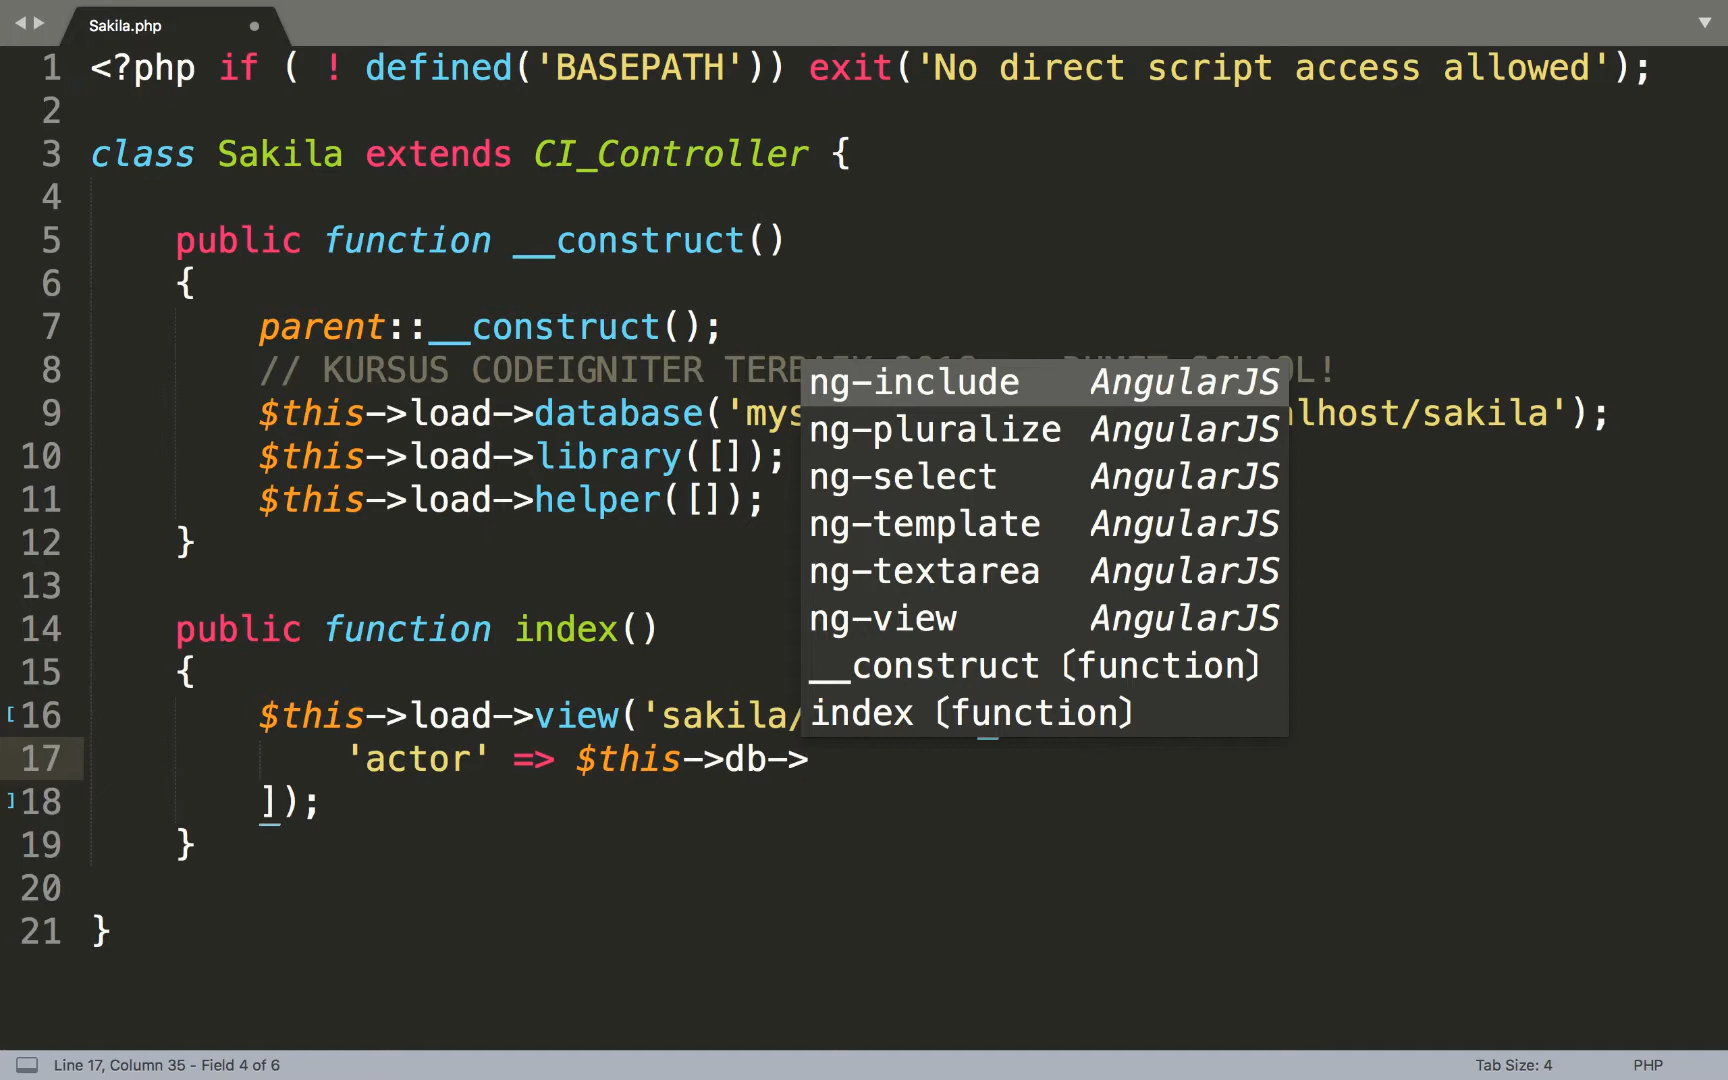 Sakila.php
1 <?php if ( ! defined('BASEPATH')) exit('No direct script access allowed');
2
3 class Sakila extends CI_Controller {
4
5 public function __construct()
6 {
7 parent::__construct();
8 // KURSUS CODEIGNITER L!
9 $this->load->database('mys lhost/sakila');
10 $this->load->library([]);
11 $this->load->helper([]);
12 }
13
14 public function index()
15 {
16 $this->load->view('sakila/
17 'actor' => $this->db->
18 ]);
19 }
20
21 }
ng-include AngularJS
ng-pluralize AngularJS
ng-select AngularJS
ng-template AngularJS
ng-textarea AngularJS
ng-view AngularJS
__construct〔function〕
index〔function〕
Line 17, Column 35 - Field 4 of 6
Tab Size: 4
PHP